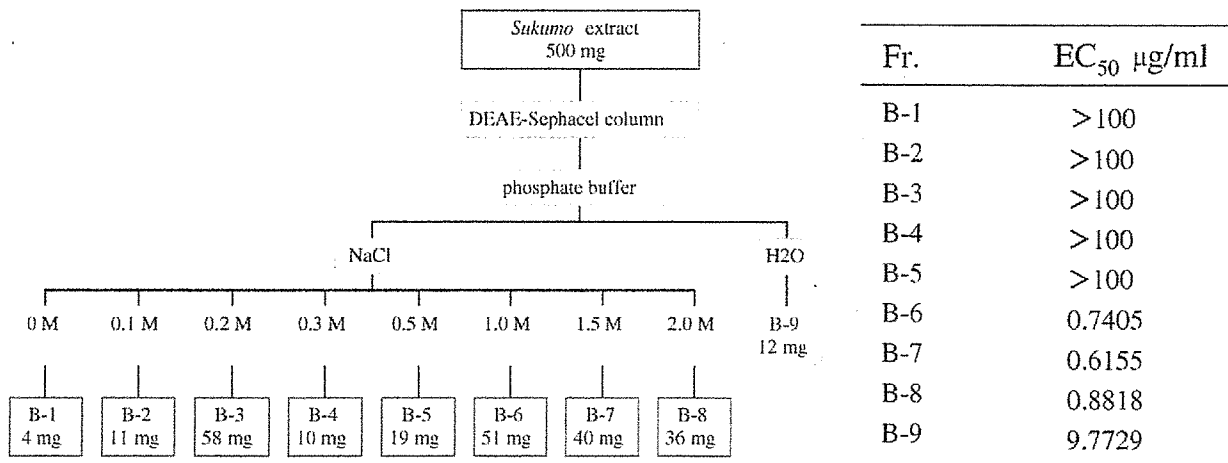 Sukumo extract
500 mg
DEAE-Sephacel column
phosphate buffer
NaCl
H2O
0 M
0.1 M
0.2 M
0.3 M
0.5 M
1.0 M
1.5 M
2.0 M
B-9
12 mg
B-1
4 mg
B-2
11 mg
B-3
58 mg
B-4
10 mg
B-5
19 mg
B-6
51 mg
B-7
40 mg
B-8
36 mg
Fr. EC50 μg/ml
B-1 >100
B-2 >100
B-3 >100
B-4 >100
B-5 >100
B-6 0.7405
B-7 0.6155
B-8 0.8818
B-9 9.7729